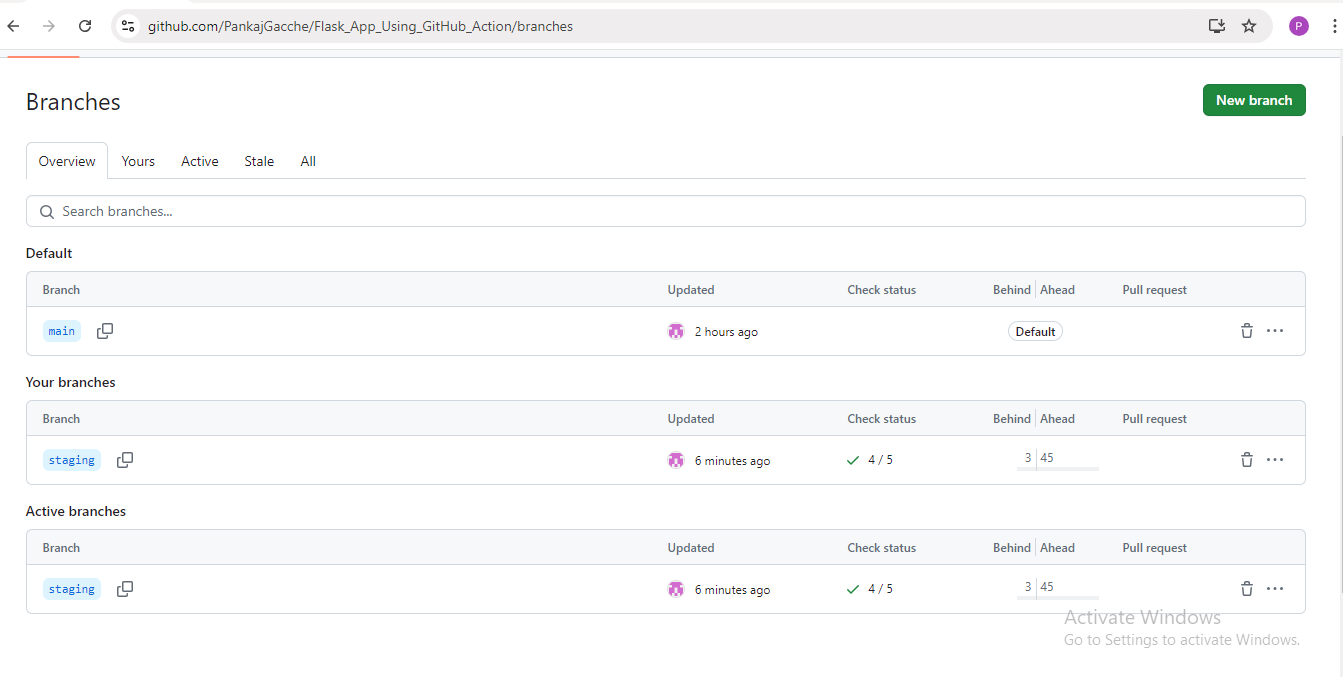 github.com/PankajGacche/Flask_App_Using_GitHub_Action/branches
P
Branches
New branch
Overview Yours Active Stale All
Search branches...
Default
Branch Updated Check status Behind Ahead Pull request
main 2 hours ago Default
Your branches
Branch Updated Check status Behind Ahead Pull request
staging 6 minutes ago 4 / 5 3 45
Active branches
Branch Updated Check status Behind Ahead Pull request
staging 6 minutes ago 4 / 5 3 45
Activate Windows
Go to Settings to activate Windows.